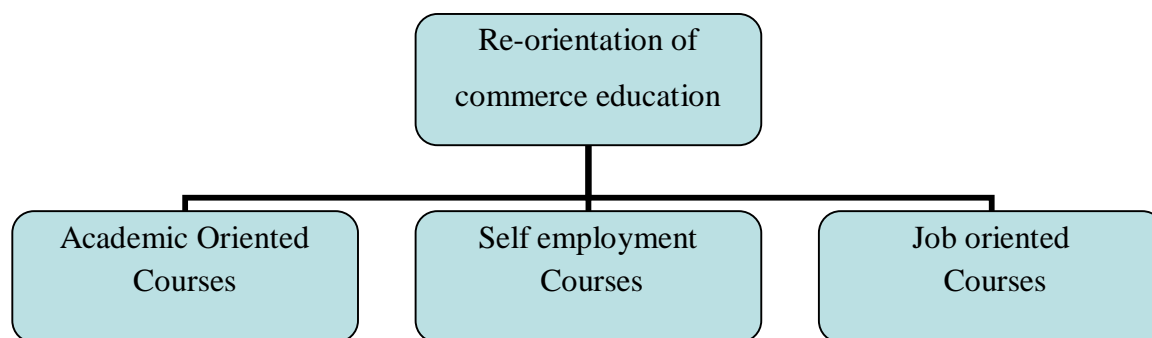 Re-orientation of
commerce education
Academic Oriented
Courses
Self employment
Courses
Job oriented
Courses